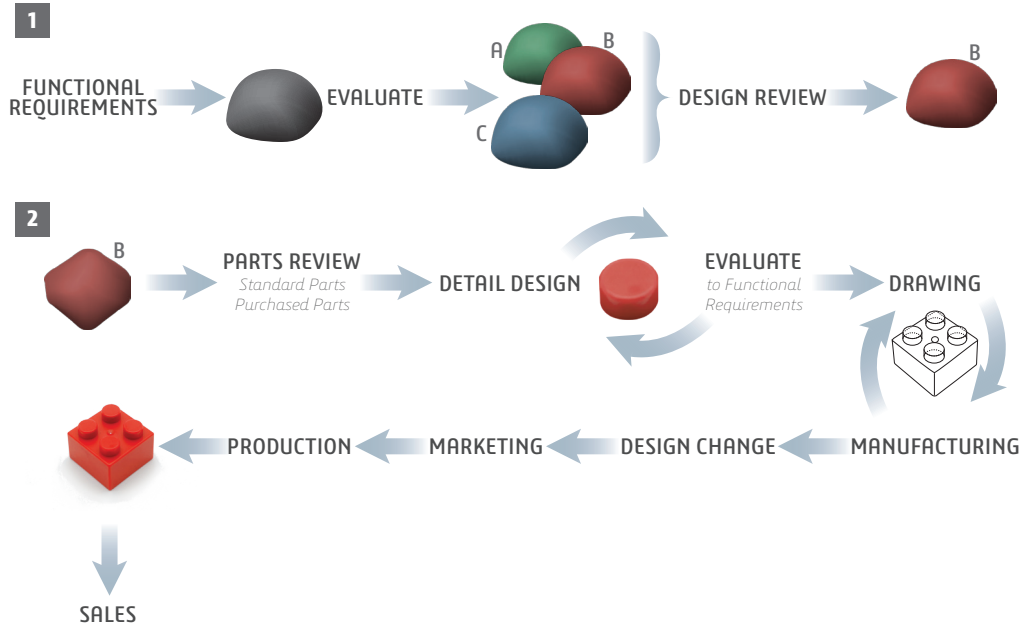 1
FUNCTIONAL
REQUIREMENTS
EVALUATE
A
B
C
DESIGN REVIEW
B
2
B
PARTS REVIEW
Standard Parts
Purchased Parts
DETAIL DESIGN
EVALUATE
to Functional
Requirements
DRAWING
MANUFACTURING
DESIGN CHANGE
MARKETING
PRODUCTION
SALES